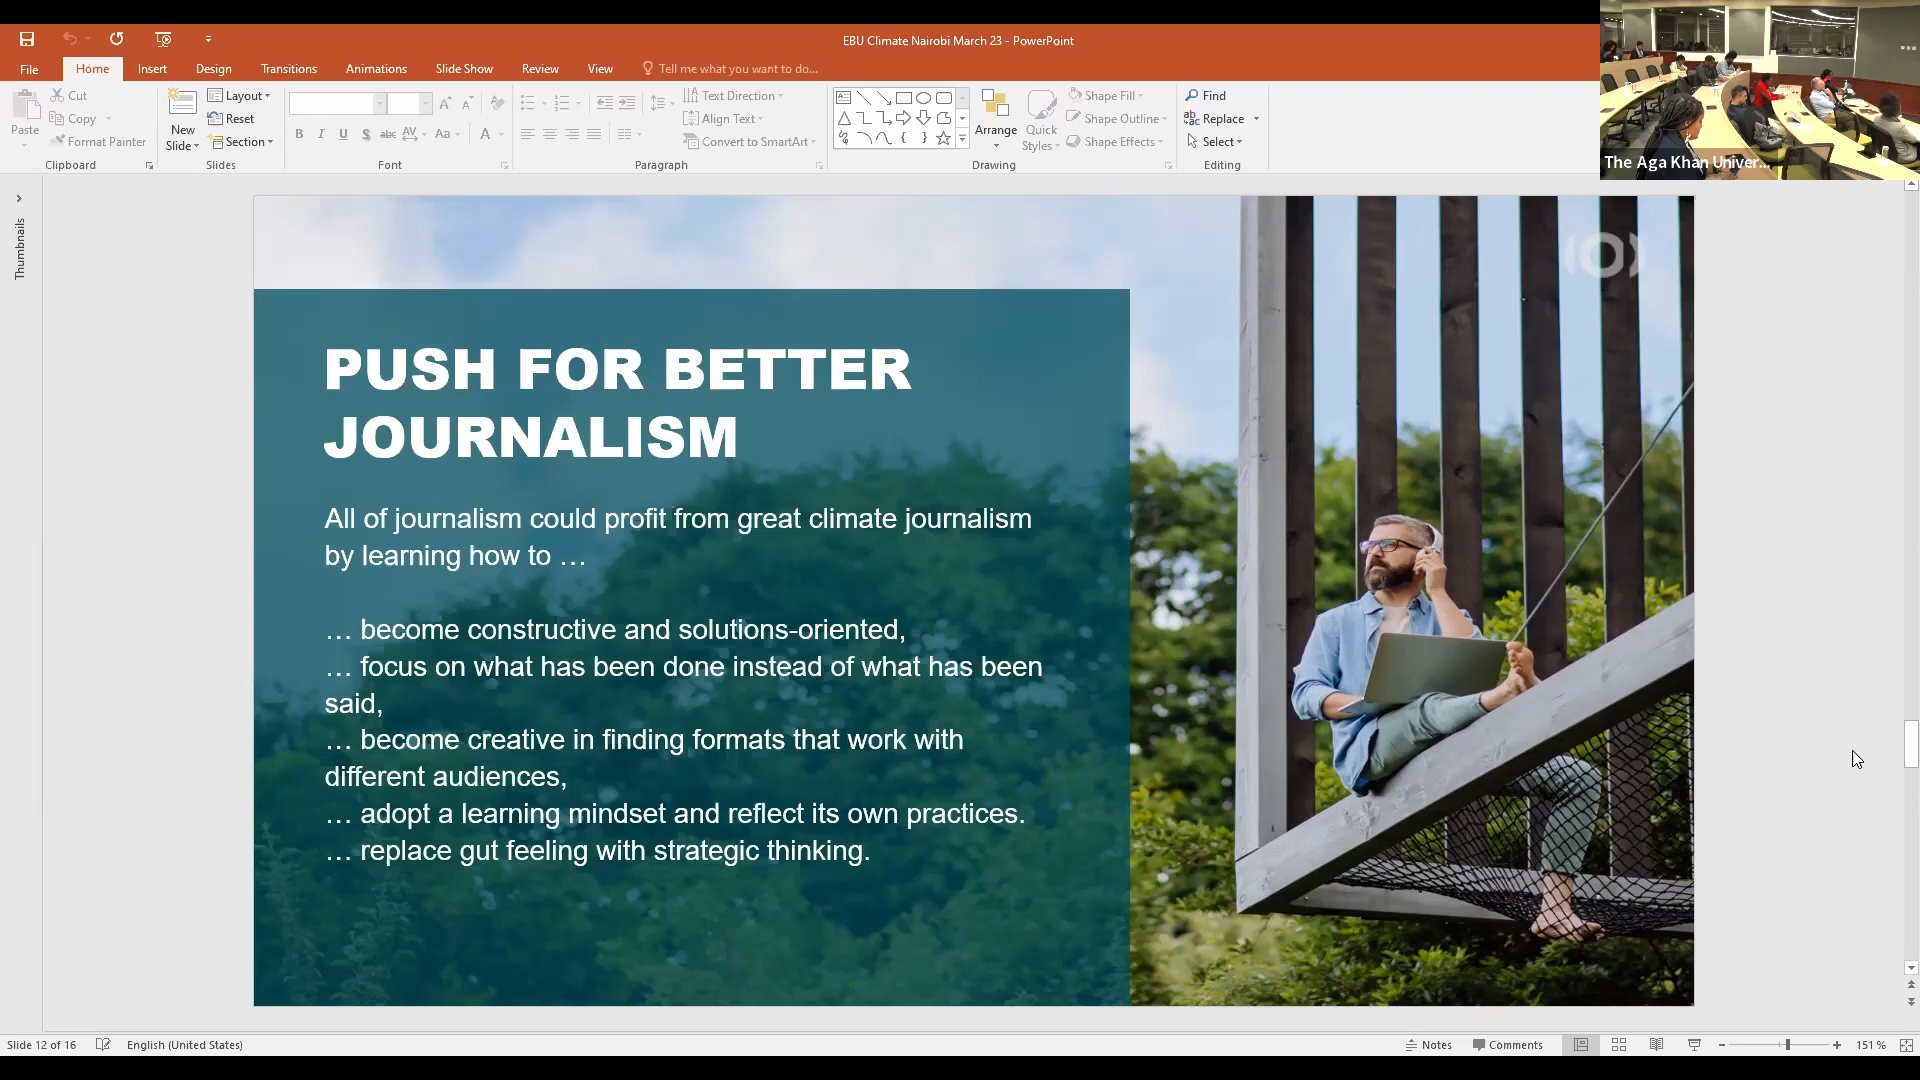 EBU Climate Nairobi March 23 - PowerPoint
File
Home
Insert
Design
Transitions
Animations
Slide Show
Review
View
Tell me what you want to do...
Paste
Cut
Copy
Format Painter
Clipboard
New
Slide
Layout
Reset
Section
Slides
B I U S abc AV Aa A
Font
Text Direction
Align Text
Convert to SmartArt
Paragraph
Arrange
Quick
Styles
Shape Fill
Shape Outline
Shape Effects
Drawing
Find
Replace
Select
Editing
The Aga Khan Univer...
Thumbnails
PUSH FOR BETTER
JOURNALISM
All of journalism could profit from great climate journalism
by learning how to …
… become constructive and solutions-oriented,
… focus on what has been done instead of what has been
said,
… become creative in finding formats that work with
different audiences,
… adopt a learning mindset and reflect its own practices.
… replace gut feeling with strategic thinking.
Slide 12 of 16
English (United States)
Notes
Comments
151 %